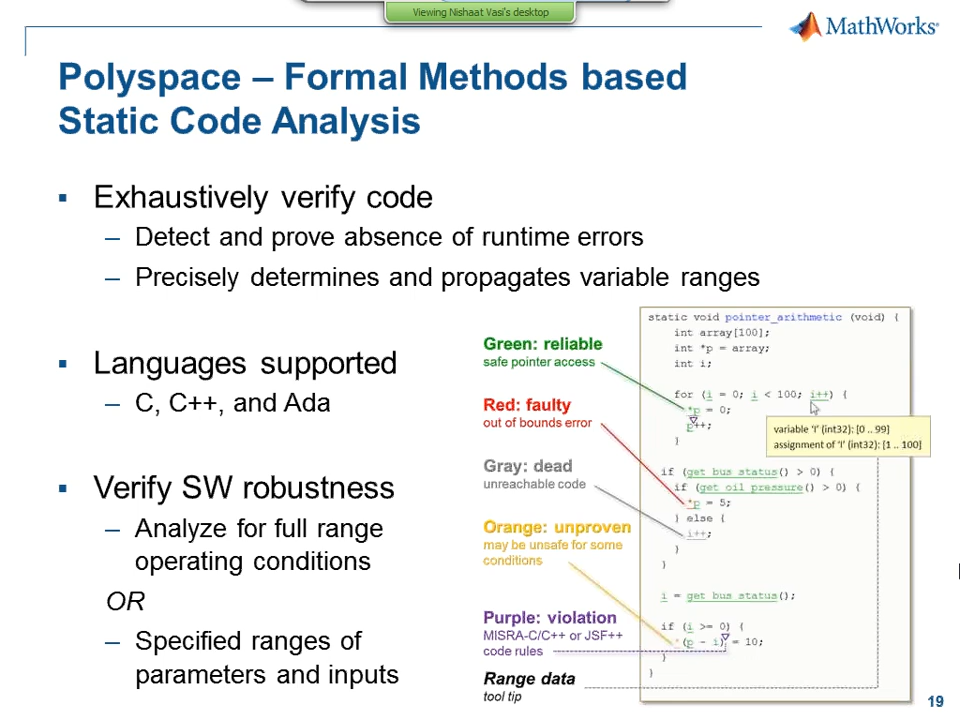 Viewing Nishaat Vasi's desktop
MathWorks®
Polyspace – Formal Methods based
Static Code Analysis
▪ Exhaustively verify code
– Detect and prove absence of runtime errors
– Precisely determines and propagates variable ranges
▪ Languages supported
– C, C++, and Ada
▪ Verify SW robustness
– Analyze for full range
operating conditions
OR
– Specified ranges of
parameters and inputs
Green: reliable
safe pointer access
Red: faulty
out of bounds error
Gray: dead
unreachable code
Orange: unproven
may be unsafe for some
conditions
Purple: violation
MISRA-C/C++ or JSF++
code rules
Range data
tool tip
static void pointer_arithmetic (void) {
int array[100];
int *p = array;
int i;
for (i = 0; i < 100; i++) {
*p = 0;
p++;
}
variable 'I' (int32): [0 .. 99]
assignment of 'I' (int32): [1 .. 100]
if (get_bus_status() > 0) {
if (get_oil_pressure() > 0) {
*p = 5;
} else {
i++;
}
}
i = get_bus_status();
if (i >= 0) {
*(p - i) = 10;
}
}
19